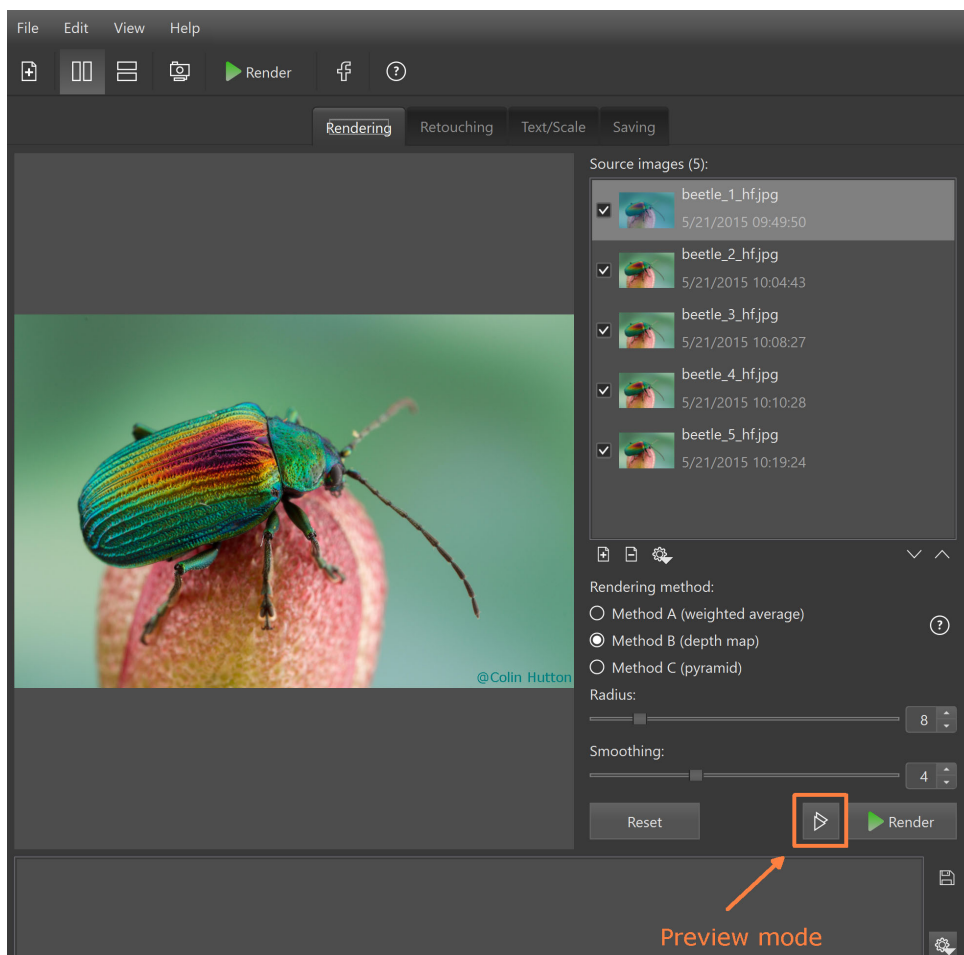 File Edit View Help
Render
Rendering Retouching Text/Scale Saving
Source images (5):
beetle_1_hf.jpg
5/21/2015 09:49:50
beetle_2_hf.jpg
5/21/2015 10:04:43
beetle_3_hf.jpg
5/21/2015 10:08:27
beetle_4_hf.jpg
5/21/2015 10:10:28
beetle_5_hf.jpg
5/21/2015 10:19:24
@Colin Hutton
Rendering method:
Method A (weighted average)
Method B (depth map)
Method C (pyramid)
Radius:
8
Smoothing:
4
Reset Render
Preview mode